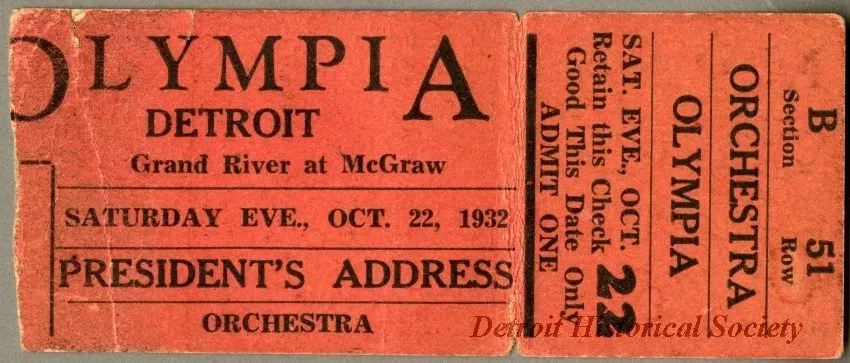 OLYMPIA
DETROIT
Grand River at McGraw
SATURDAY EVE., OCT. 22, 1932
PRESIDENT'S ADDRESS
ORCHESTRA
B 51
Section Row
ORCHESTRA
OLYMPIA
SAT. EVE., OCT. 22
Retain this Check
Good This Date Only
ADMIT ONE
Detroit Historical Society